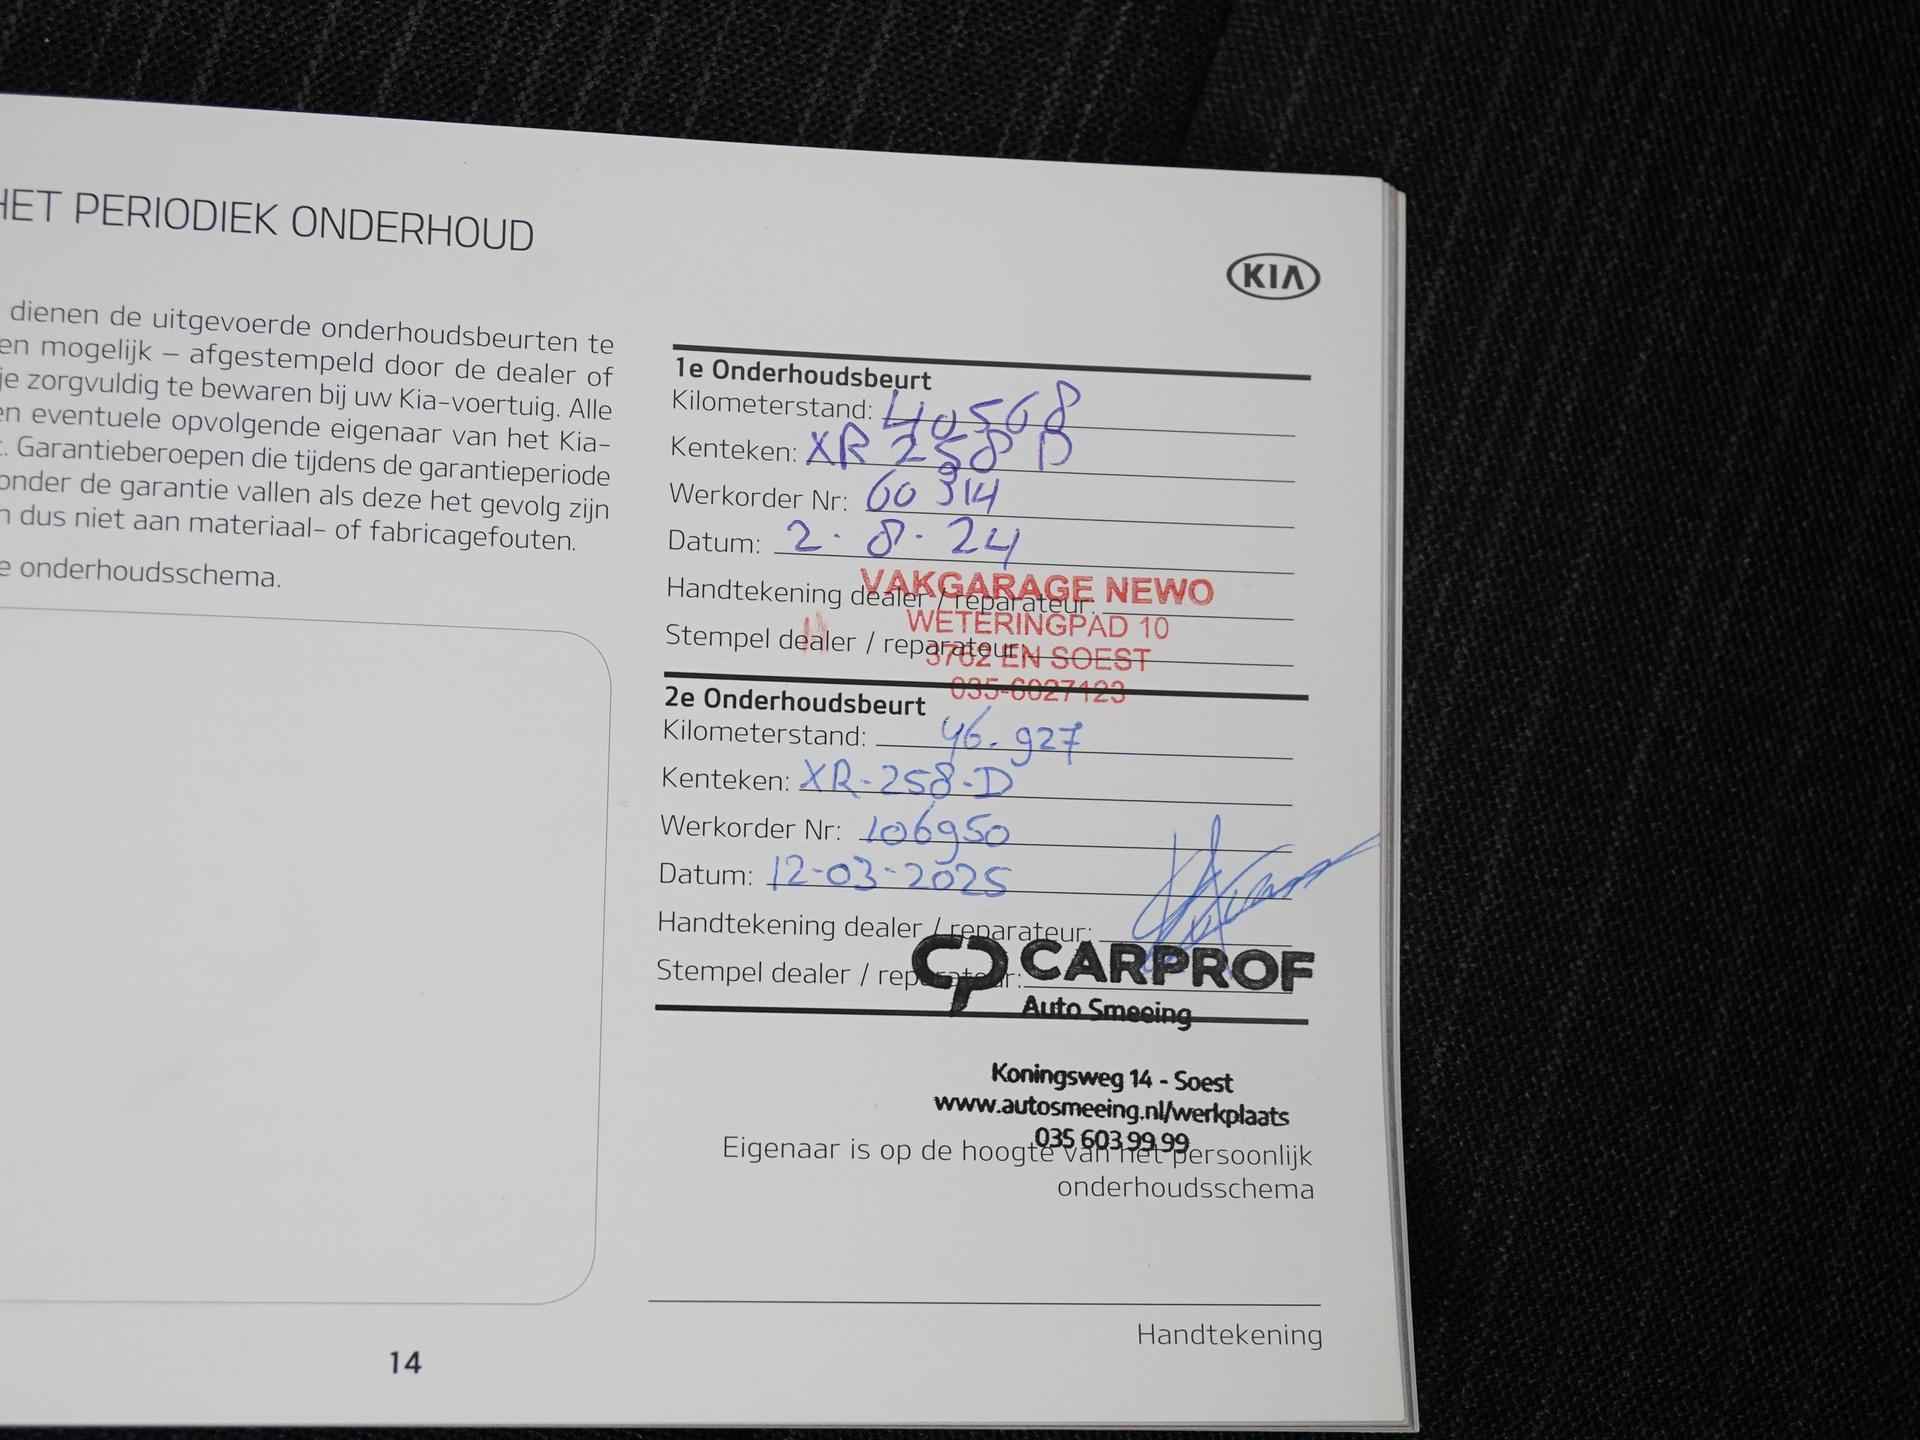 HET PERIODIEK ONDERHOUD
KIA
dienen de uitgevoerde onderhoudsbeurten te
en mogelijk – afgestempeld door de dealer of
je zorgvuldig te bewaren bij uw Kia-voertuig. Alle
en eventuele opvolgende eigenaar van het Kia-
. Garantieberoepen die tijdens de garantieperiode
onder de garantie vallen als deze het gevolg zijn
n dus niet aan materiaal- of fabricagefouten.
e onderhoudsschema.
1e Onderhoudsbeurt
Kilometerstand: 40568
Kenteken: XR 258 D
Werkorder Nr: 60 314
Datum: 2.8.24
Handtekening dealer / reparateur:
Stempel dealer / reparateur
VAKGARAGE NEWO
WETERINGPAD 10
3762 EN SOEST
035-6027123
2e Onderhoudsbeurt
Kilometerstand: 46.927
Kenteken: XR-258-D
Werkorder Nr: 106950
Datum: 12-03-2025
Handtekening dealer / reparateur:
Stempel dealer / reparateur:
CP CARPROF
Auto Smeeing
Koningsweg 14 - Soest
www.autosmeeing.nl/werkplaats
035 603 99 99
Eigenaar is op de hoogte van het persoonlijk
onderhoudsschema
Handtekening
14